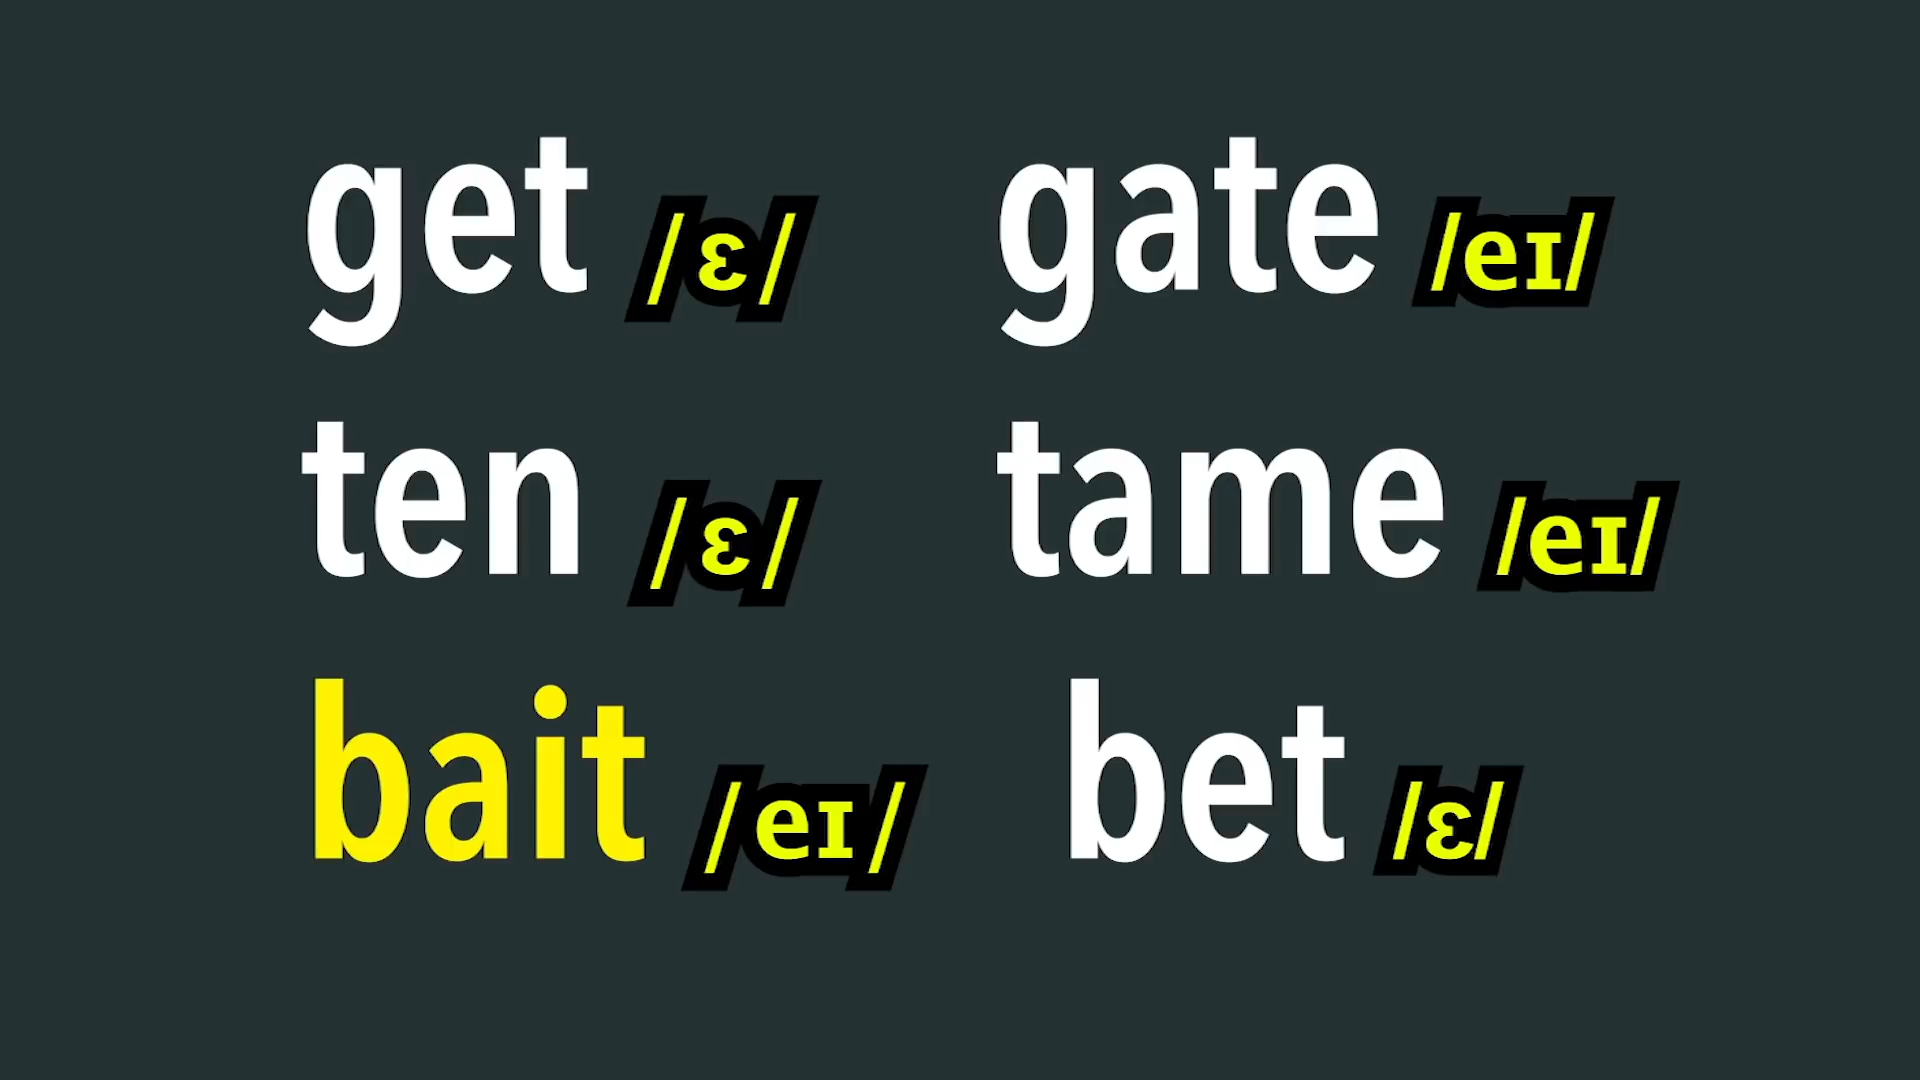 get /ɛ/ gate /eɪ/
ten /ɛ/ tame /eɪ/
bait /eɪ/ bet /ɛ/